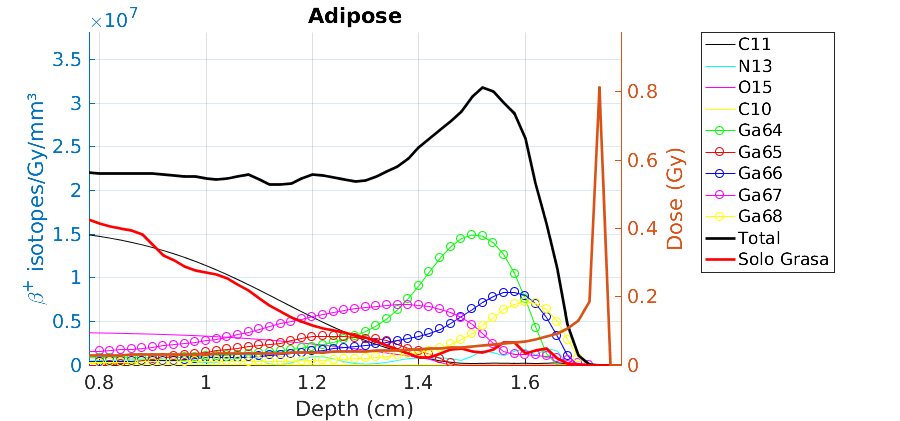 Adipose
×10⁷
3.5
3
2.5
2
1.5
1
0.5
0
β⁺ isotopes/Gy/mm³
0.8
1
1.2
1.4
1.6
Depth (cm)
0.8
0.6
0.4
0.2
0
Dose (Gy)
C11
N13
O15
C10
Ga64
Ga65
Ga66
Ga67
Ga68
Total
Solo Grasa